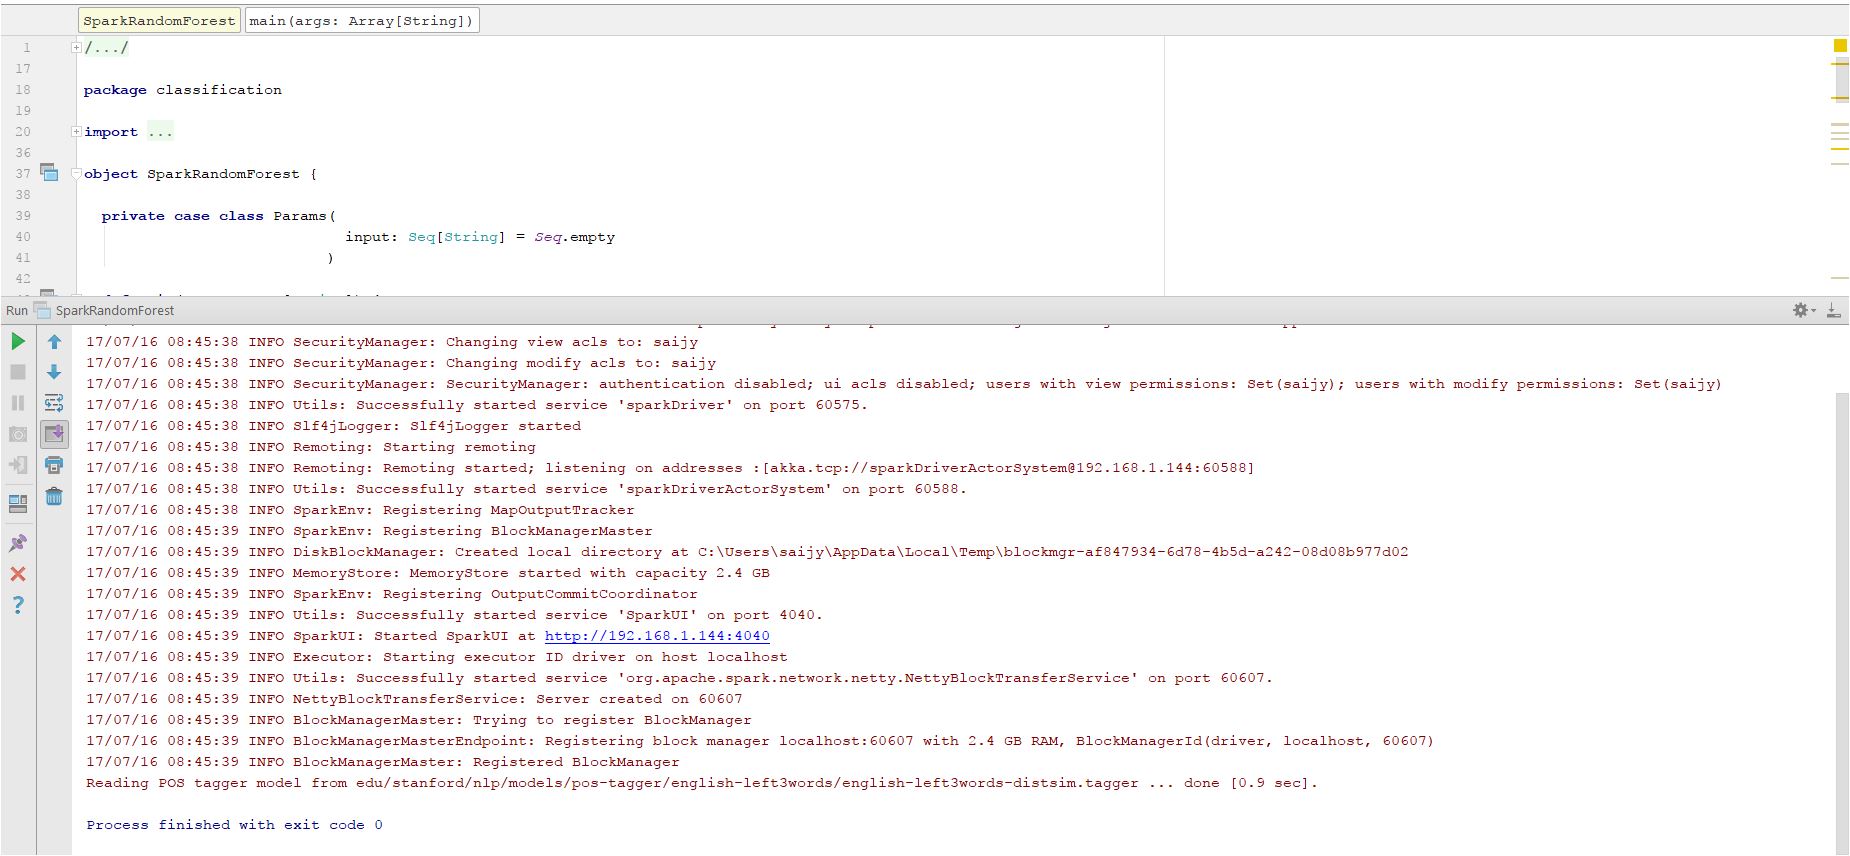 SparkRandomForest main(args: Array[String])
1 /.../
17
18 package classification
19
20 import ...
36
37 object SparkRandomForest {
38
39 private case class Params(
40 input: Seq[String] = Seq.empty
41 )
42
Run SparkRandomForest
17/07/16 08:45:38 INFO SecurityManager: Changing view acls to: saijy
17/07/16 08:45:38 INFO SecurityManager: Changing modify acls to: saijy
17/07/16 08:45:38 INFO SecurityManager: SecurityManager: authentication disabled; ui acls disabled; users with view permissions: Set(saijy); users with modify permissions: Set(saijy)
17/07/16 08:45:38 INFO Utils: Successfully started service 'sparkDriver' on port 60575.
17/07/16 08:45:38 INFO Slf4jLogger: Slf4jLogger started
17/07/16 08:45:38 INFO Remoting: Starting remoting
17/07/16 08:45:38 INFO Remoting: Remoting started; listening on addresses :[akka.tcp://sparkDriverActorSystem@192.168.1.144:60588]
17/07/16 08:45:38 INFO Utils: Successfully started service 'sparkDriverActorSystem' on port 60588.
17/07/16 08:45:38 INFO SparkEnv: Registering MapOutputTracker
17/07/16 08:45:39 INFO SparkEnv: Registering BlockManagerMaster
17/07/16 08:45:39 INFO DiskBlockManager: Created local directory at C:\Users\saijy\AppData\Local\Temp\blockmgr-af847934-6d78-4b5d-a242-08d08b977d02
17/07/16 08:45:39 INFO MemoryStore: MemoryStore started with capacity 2.4 GB
17/07/16 08:45:39 INFO SparkEnv: Registering OutputCommitCoordinator
17/07/16 08:45:39 INFO Utils: Successfully started service 'SparkUI' on port 4040.
17/07/16 08:45:39 INFO SparkUI: Started SparkUI at http://192.168.1.144:4040
17/07/16 08:45:39 INFO Executor: Starting executor ID driver on host localhost
17/07/16 08:45:39 INFO Utils: Successfully started service 'org.apache.spark.network.netty.NettyBlockTransferService' on port 60607.
17/07/16 08:45:39 INFO NettyBlockTransferService: Server created on 60607
17/07/16 08:45:39 INFO BlockManagerMaster: Trying to register BlockManager
17/07/16 08:45:39 INFO BlockManagerMasterEndpoint: Registering block manager localhost:60607 with 2.4 GB RAM, BlockManagerId(driver, localhost, 60607)
17/07/16 08:45:39 INFO BlockManagerMaster: Registered BlockManager
Reading POS tagger model from edu/stanford/nlp/models/pos-tagger/english-left3words/english-left3words-distsim.tagger ... done [0.9 sec].
Process finished with exit code 0